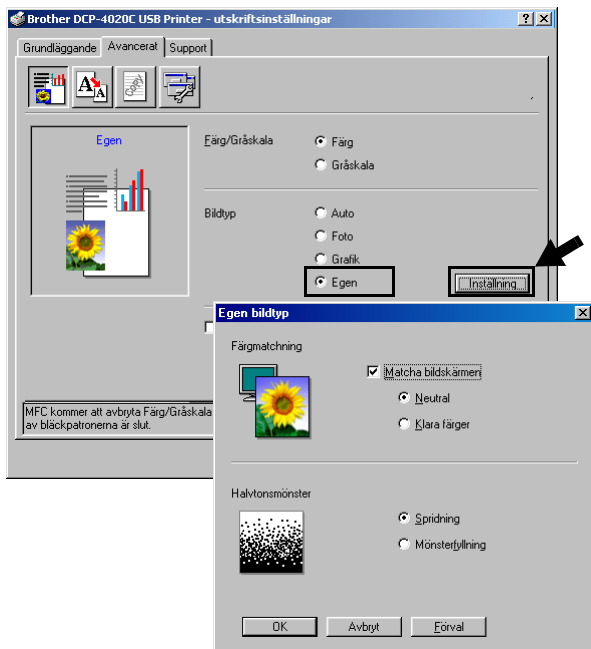 Brother DCP-4020C USB Printer - utskriftsinställningar
Grundläggande Avancerat Support
Egen
Färg/Gråskala
Färg
Gråskala
Bildtyp
Auto
Foto
Grafik
Egen
Inställning
MFC kommer att avbryta Färg/Gråskala
av bläckpatronerna är slut.
Egen bildtyp
Färgmatchning
Matcha bildskärmen
Neutral
Klara färger
Halvtonsmönster
Spridning
Mönsterfyllning
OK Avbryt Förval